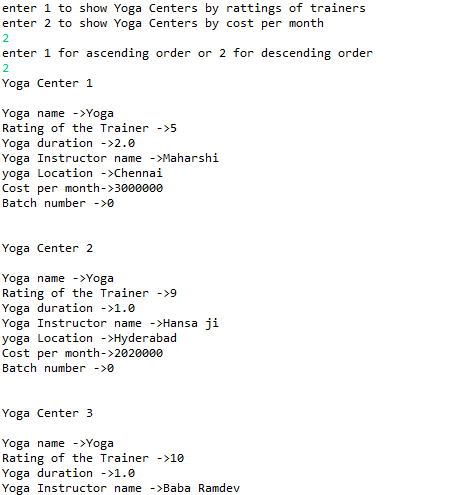 enter 1 to show Yoga Centers by rattings of trainers
enter 2 to show Yoga Centers by cost per month
2
enter 1 for ascending order or 2 for descending order
2
Yoga Center 1
Yoga name ->Yoga
Rating of the Trainer ->5
Yoga duration ->2.0
Yoga Instructor name ->Maharshi
yoga Location ->Chennai
Cost per month->3000000
Batch number ->0
Yoga Center 2
Yoga name ->Yoga
Rating of the Trainer ->9
Yoga duration ->1.0
Yoga Instructor name ->Hansa ji
yoga Location ->Hyderabad
Cost per month->2020000
Batch number ->0
Yoga Center 3
Yoga name ->Yoga
Rating of the Trainer ->10
Yoga duration ->1.0
Yoga Instructor name ->Baba Ramdev